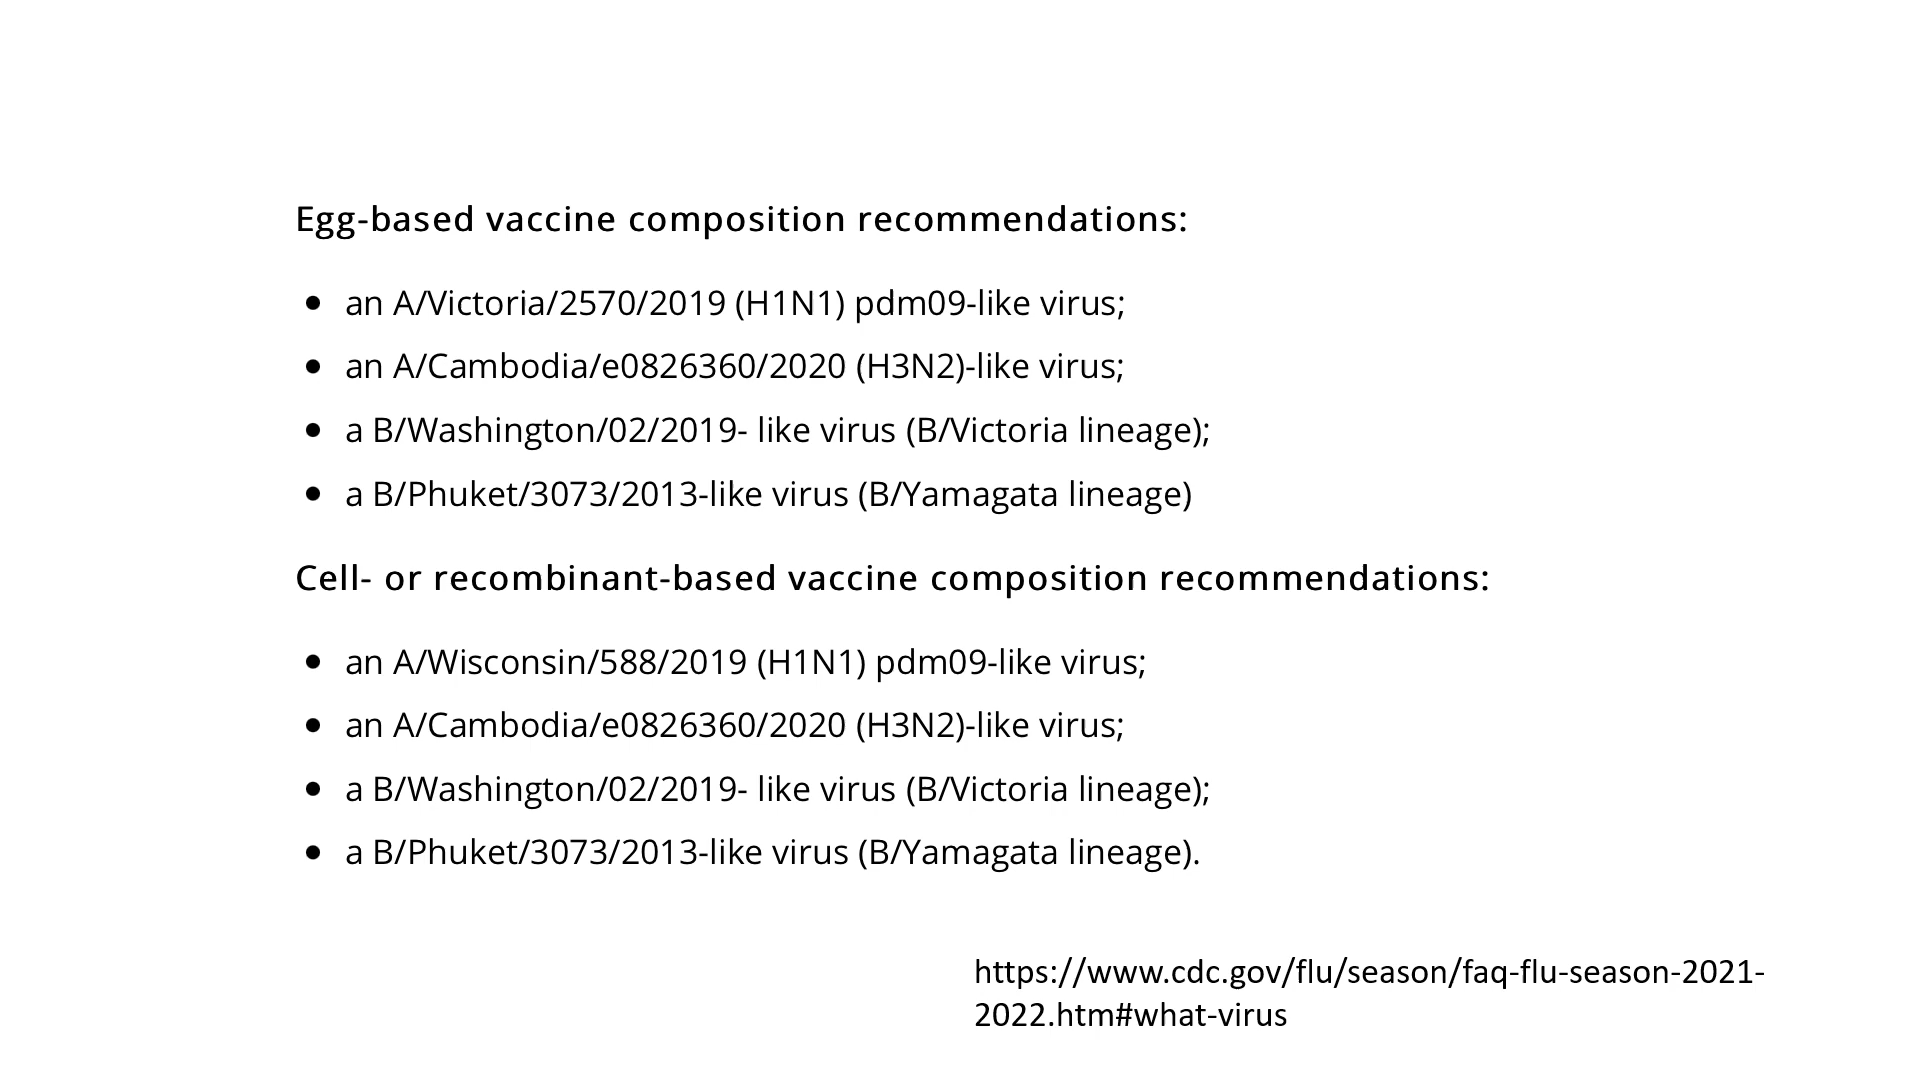 Egg-based vaccine composition recommendations:
• an A/Victoria/2570/2019 (H1N1) pdm09-like virus;
• an A/Cambodia/e0826360/2020 (H3N2)-like virus;
• a B/Washington/02/2019- like virus (B/Victoria lineage);
• a B/Phuket/3073/2013-like virus (B/Yamagata lineage)
Cell- or recombinant-based vaccine composition recommendations:
• an A/Wisconsin/588/2019 (H1N1) pdm09-like virus;
• an A/Cambodia/e0826360/2020 (H3N2)-like virus;
• a B/Washington/02/2019- like virus (B/Victoria lineage);
• a B/Phuket/3073/2013-like virus (B/Yamagata lineage).
https://www.cdc.gov/flu/season/faq-flu-season-2021-
2022.htm#what-virus